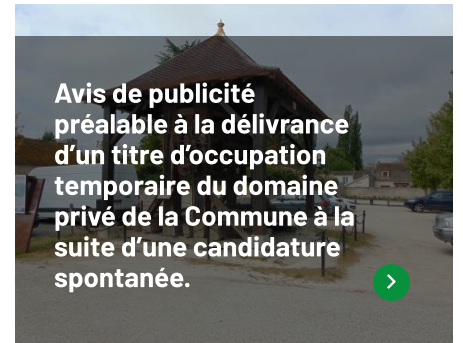 Avis de publicité
préalable à la délivrance
d’un titre d’occupation
temporaire du domaine
privé de la Commune à la
suite d’une candidature
spontanée.